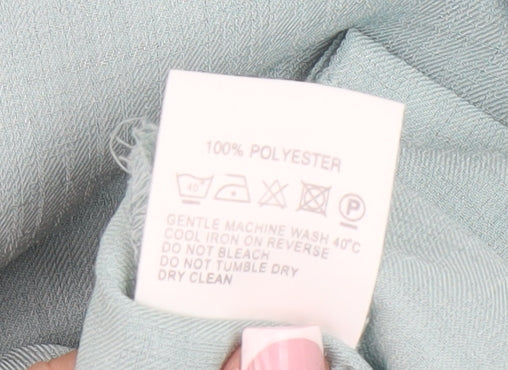 100% POLYESTER
40° P
GENTLE MACHINE WASH 40°C
COOL IRON ON REVERSE
DO NOT BLEACH
DO NOT TUMBLE DRY
DRY CLEAN